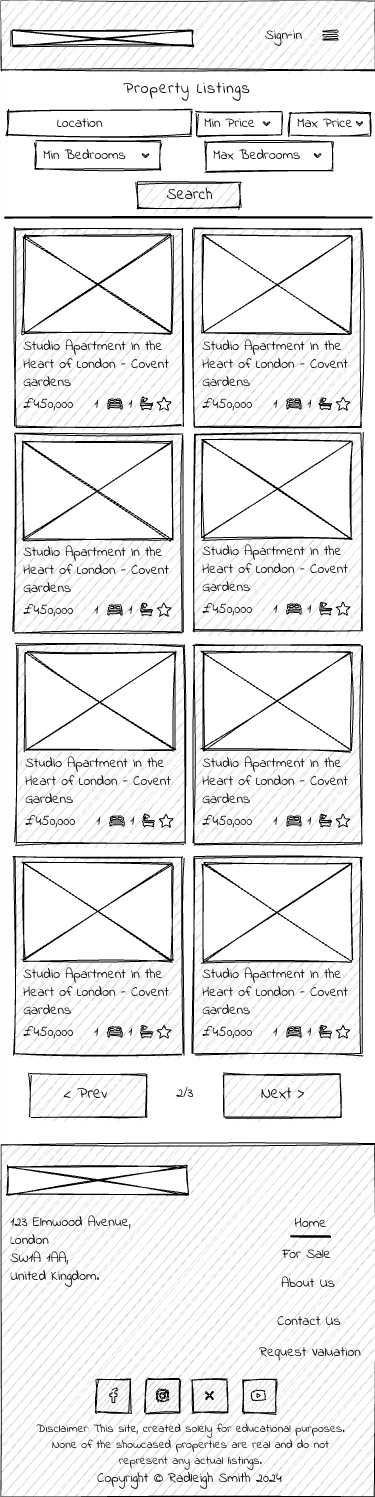 Sign-in
Property Listings
Location
Min Price
Max Price
Min Bedrooms
Max Bedrooms
Search
Studio Apartment in the
Heart of London - Covent
Gardens
£450,000 1 1
Studio Apartment in the
Heart of London - Covent
Gardens
£450,000 1 1
Studio Apartment in the
Heart of London - Covent
Gardens
£450,000 1 1
Studio Apartment in the
Heart of London - Covent
Gardens
£450,000 1 1
Studio Apartment in the
Heart of London - Covent
Gardens
£450,000 1 1
Studio Apartment in the
Heart of London - Covent
Gardens
£450,000 1 1
Studio Apartment in the
Heart of London - Covent
Gardens
£450,000 1 1
Studio Apartment in the
Heart of London - Covent
Gardens
£450,000 1 1
< Prev
2/3
Next >
123 Elmwood Avenue,
London
SW1A 1AA,
United Kingdom.
Home
For Sale
About Us
Contact Us
Request Valuation
Disclaimer: This site, created solely for educational purposes.
None of the showcased properties are real and do not
represent any actual listings.
Copyright © Radleigh Smith 2024